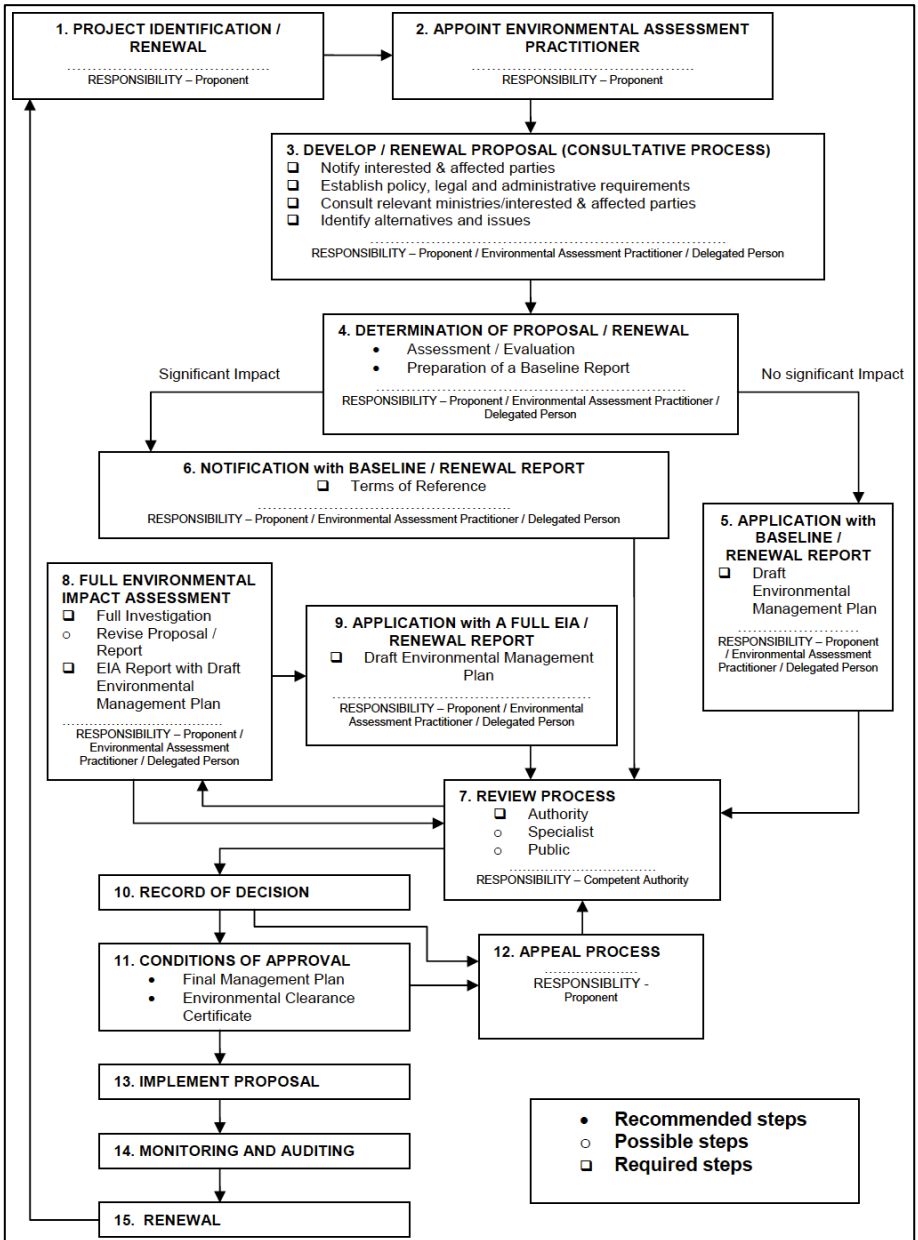 1. PROJECT IDENTIFICATION /
RENEWAL
RESPONSIBILITY – Proponent
2. APPOINT ENVIRONMENTAL ASSESSMENT
PRACTITIONER
RESPONSIBILITY – Proponent
3. DEVELOP / RENEWAL PROPOSAL (CONSULTATIVE PROCESS)
❑ Notify interested & affected parties
❑ Establish policy, legal and administrative requirements
❑ Consult relevant ministries/interested & affected parties
❑ Identify alternatives and issues
RESPONSIBILITY – Proponent / Environmental Assessment Practitioner / Delegated Person
4. DETERMINATION OF PROPOSAL / RENEWAL
• Assessment / Evaluation
• Preparation of a Baseline Report
RESPONSIBILITY – Proponent / Environmental Assessment Practitioner /
Delegated Person
Significant Impact
No significant Impact
6. NOTIFICATION with BASELINE / RENEWAL REPORT
❑ Terms of Reference
RESPONSIBILITY – Proponent / Environmental Assessment Practitioner / Delegated Person
5. APPLICATION with
BASELINE /
RENEWAL REPORT
❑ Draft
Environmental
Management Plan
RESPONSIBILITY – Proponent
/ Environmental Assessment
Practitioner / Delegated Person
8. FULL ENVIRONMENTAL
IMPACT ASSESSMENT
❑ Full Investigation
o Revise Proposal /
Report
❑ EIA Report with Draft
Environmental
Management Plan
RESPONSIBILITY – Proponent /
Environmental Assessment
Practitioner / Delegated Person
9. APPLICATION with A FULL EIA /
RENEWAL REPORT
❑ Draft Environmental Management
Plan
RESPONSIBILITY – Proponent / Environmental
Assessment Practitioner / Delegated Person
7. REVIEW PROCESS
❑ Authority
o Specialist
o Public
RESPONSIBILITY – Competent Authority
10. RECORD OF DECISION
11. CONDITIONS OF APPROVAL
• Final Management Plan
• Environmental Clearance
Certificate
12. APPEAL PROCESS
RESPONSIBLITY -
Proponent
13. IMPLEMENT PROPOSAL
14. MONITORING AND AUDITING
15. RENEWAL
• Recommended steps
o Possible steps
❑ Required steps